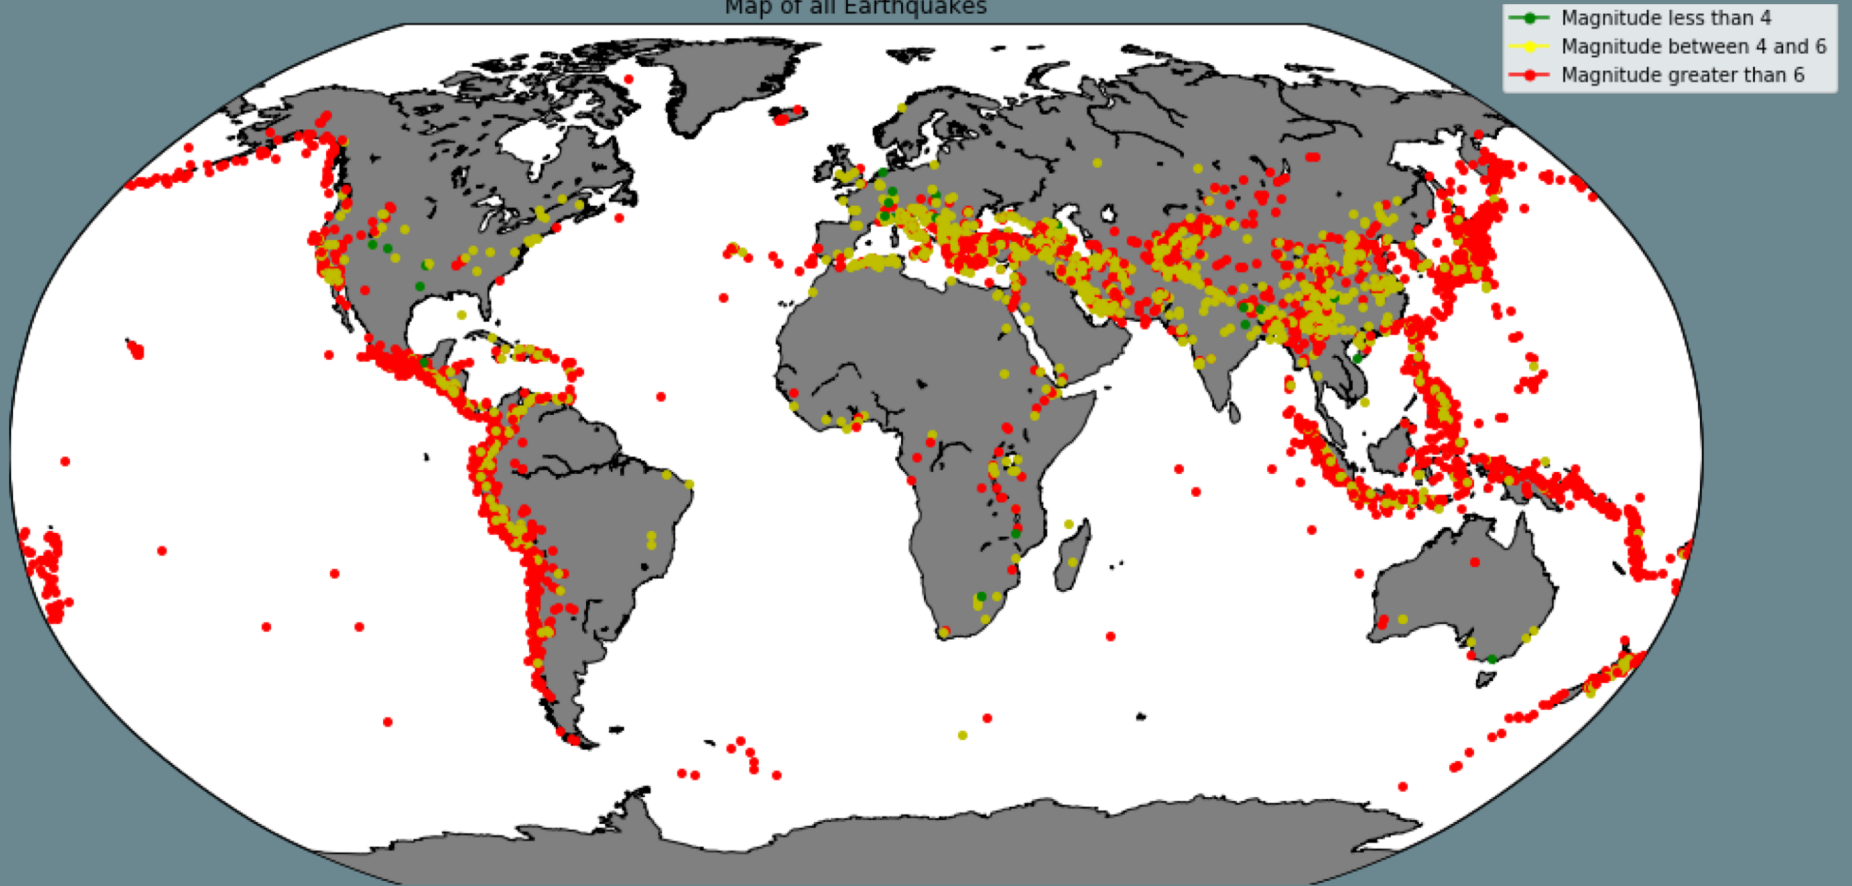 Map of all Earthquakes
Magnitude less than 4
Magnitude between 4 and 6
Magnitude greater than 6